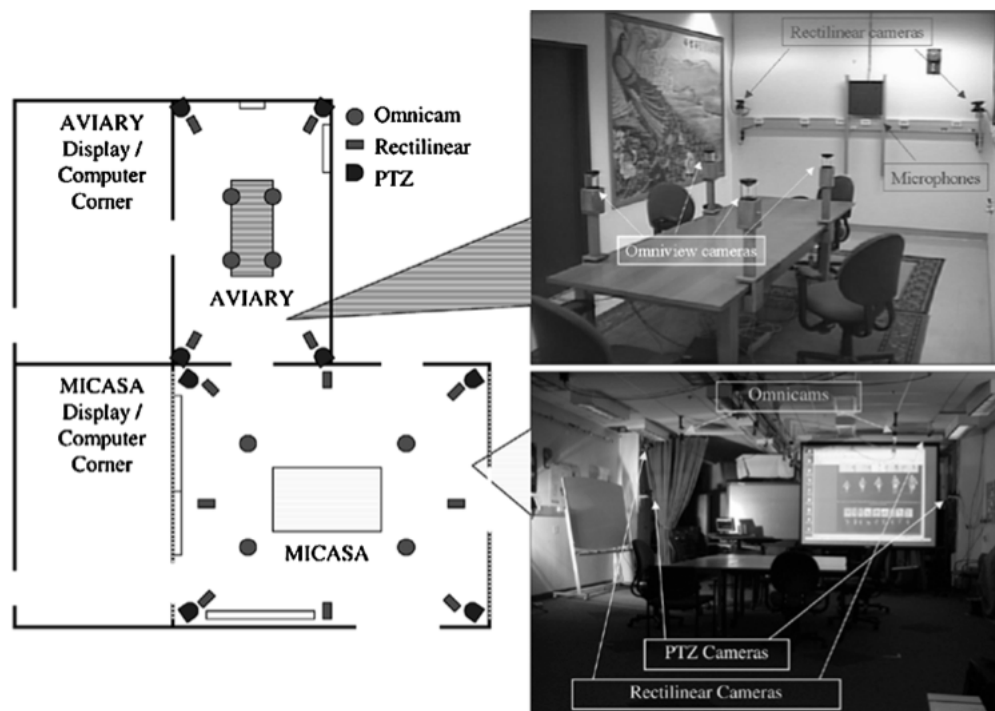 AVIARY
Display /
Computer
Corner
Omnicam
Rectilinear
PTZ
AVIARY
MICASA
Display /
Computer
Corner
MICASA
Rectilinear cameras
Microphones
Omniview cameras
Omnicams
PTZ Cameras
Rectilinear Cameras